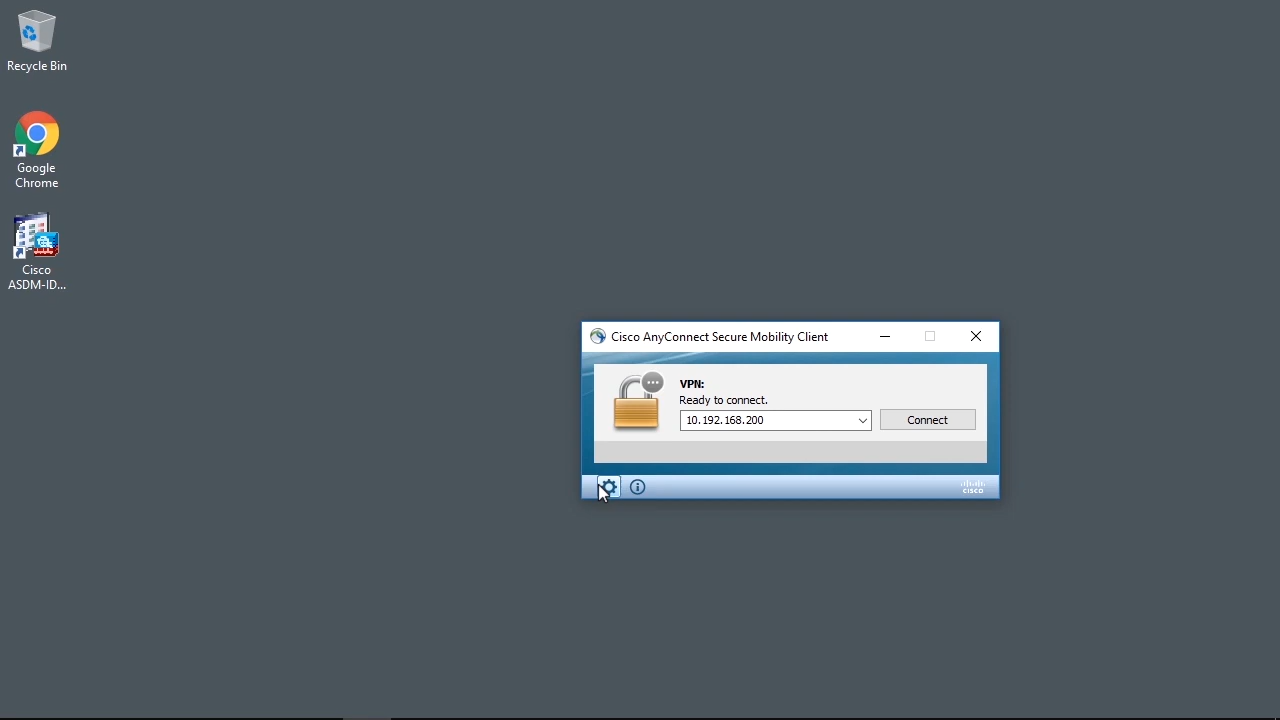 Recycle Bin
Google
Chrome
Cisco
ASDM-ID...
Cisco AnyConnect Secure Mobility Client
VPN:
Ready to connect.
10.192.168.200
Connect
cisco